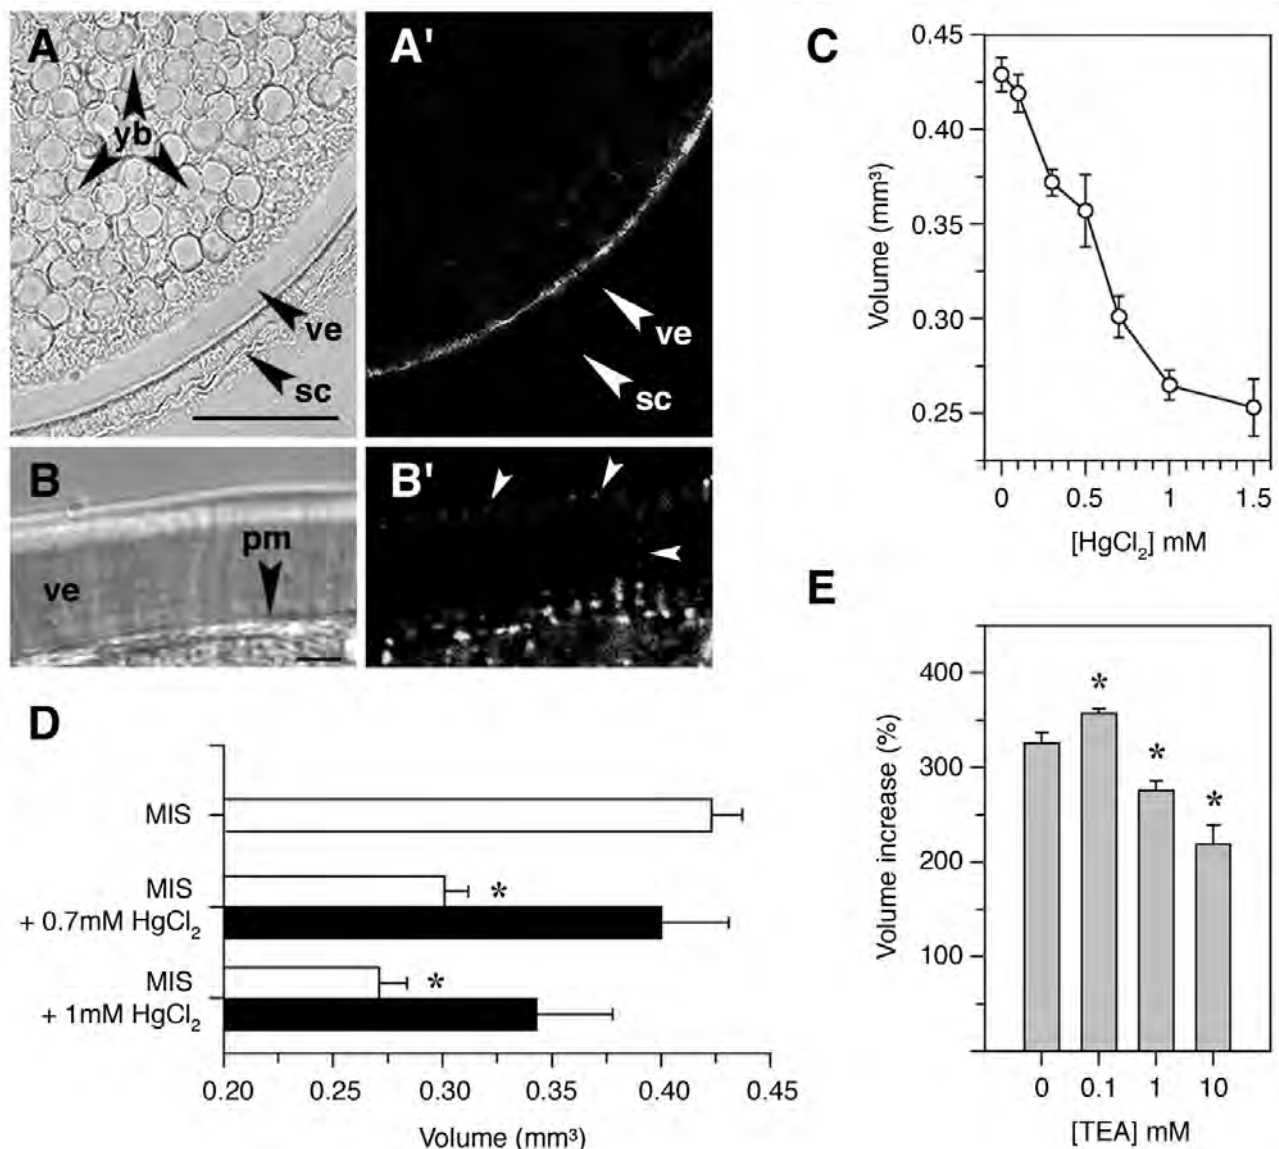 A
yb
ve
sc
A'
ve
sc
B
ve
pm
B'
C
Volume (mm³)
0.45
0.40
0.35
0.30
0.25
0
0.5
1
1.5
[HgCl₂] mM
D
MIS
MIS
+ 0.7mM HgCl₂
*
MIS
+ 1mM HgCl₂
*
0.20
0.25
0.30
0.35
0.40
0.45
Volume (mm³)
E
Volume increase (%)
400
300
200
100
*
*
*
0
0.1
1
10
[TEA] mM